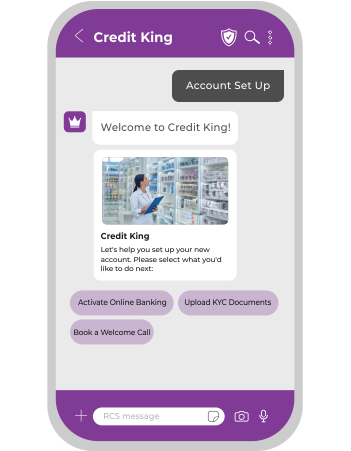 Credit King
Account Set Up
Welcome to Credit King!
Credit King
Let's help you set up your new
account. Please select what you'd
like to do next:
Activate Online Banking
Upload KYC Documents
Book a Welcome Call
RCS message